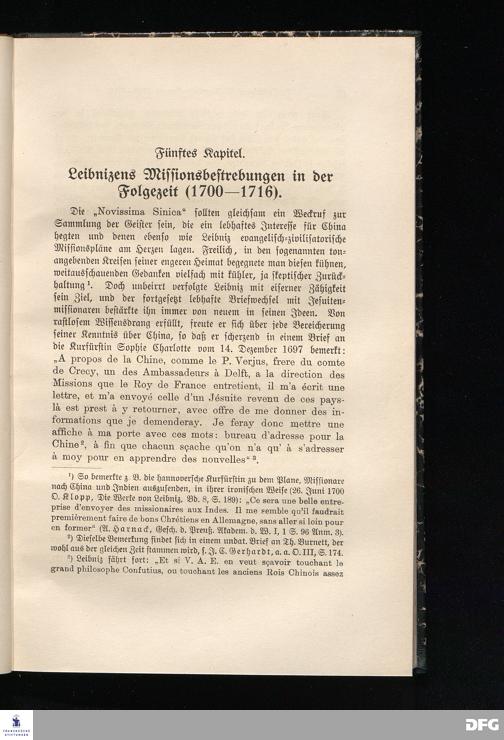 Fünftes Kapitel.
Leibnizens Missionsbestrebungen in der
Folgezeit (1700—1716).
Die „Novissima Sinica“ sollten gleichsam ein Weckruf zur
Sammlung der Geister sein, die ein lebhaftes Interesse für China
hegten und denen ebenso wie Leibniz evangelisch-zivilisatorische
Missionspläne am Herzen lagen. Freilich, in den sogenannten ton-
angebenden Kreisen seiner engeren Heimat begegnete man diesen kühnen,
weitausschauenden Gedanken vielfach mit kühler, ja skeptischer Zurück-
haltung ¹. Doch unbeirrt verfolgte Leibniz mit eiserner Zähigkeit
sein Ziel, und der fortgesetzt lebhafte Briefwechsel mit Jesuiten-
missionaren bestärkte ihn immer von neuem in seinen Ideen. Von
rastlosem Wissensdrang erfüllt, freute er sich über jede Bereicherung
seiner Kenntnis über China, so daß er scherzend in einem Brief an
die Kurfürstin Sophie Charlotte vom 14. Dezember 1697 bemerkt:
„A propos de la Chine, comme le P. Verjus, frere du comte
de Crecy, un des Ambassadeurs à Delft, a la direction des
Missions que le Roy de France entretient, il m'a écrit une
lettre, et m'a envoyé celle d'un Jésuite revenu de ces pays-
là est prest à y retourner, avec offre de me donner des in-
formations que je demenderay. Je feray donc mettre une
affiche à ma porte avec ces mots: bureau d'adresse pour la
Chine ², à fin que chacun sçache qu'on n'a qu' à s'adresser
à moy pour en apprendre des nouvelles“ ³.
¹) So bemerkte z. B. die hannoversche Kurfürstin zu dem Plane, Missionare
nach China und Indien auszusenden, in ihrer ironischen Weise (26. Juni 1700
O. Klopp, Die Werke von Leibniz, Bd. 8, S. 189): „Ce sera une belle entre-
prise d'envoyer des missionaires aux Indes. Il me semble qu'il faudrait
premièrement faire de bons Chrétiens en Allemagne, sans aller si loin pour
en former“ (A. Harnack, Gesch. d. Preuß. Akadem. d. W. I, 1 S. 96 Anm. 3).
²) Dieselbe Bemerkung findet sich in einem undat. Brief an Th. Burnett, der
wohl aus der gleichen Zeit stammen wird, s. J. C. Gerhardt, a. a. O. III, S. 174.
³) Leibniz fährt fort: „Et si V. A. E. en veut sçavoir touchant le
grand philosophe Confutius, ou touchant les anciens Rois Chinois assez
FRANCKESCHE
STIFTUNGEN
DFG